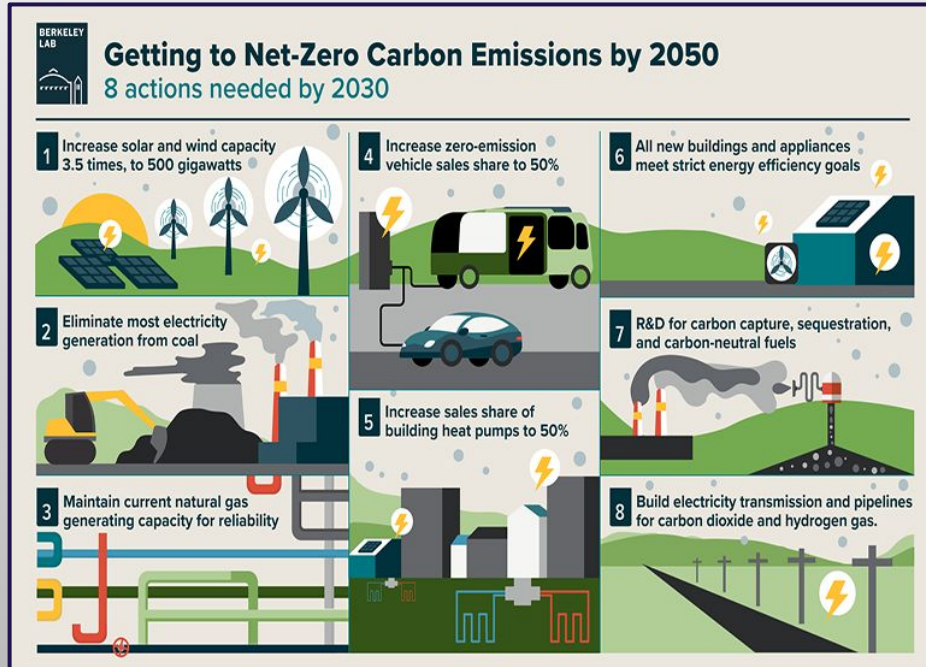 BERKELEY
LAB
Getting to Net-Zero Carbon Emissions by 2050
8 actions needed by 2030
1
Increase solar and wind capacity
3.5 times, to 500 gigawatts
2
Eliminate most electricity
generation from coal
3
Maintain current natural gas
generating capacity for reliability
4
Increase zero-emission
vehicle sales share to 50%
5
Increase sales share of
building heat pumps to 50%
6
All new buildings and appliances
meet strict energy efficiency goals
7
R&D for carbon capture, sequestration,
and carbon-neutral fuels
8
Build electricity transmission and pipelines
for carbon dioxide and hydrogen gas.